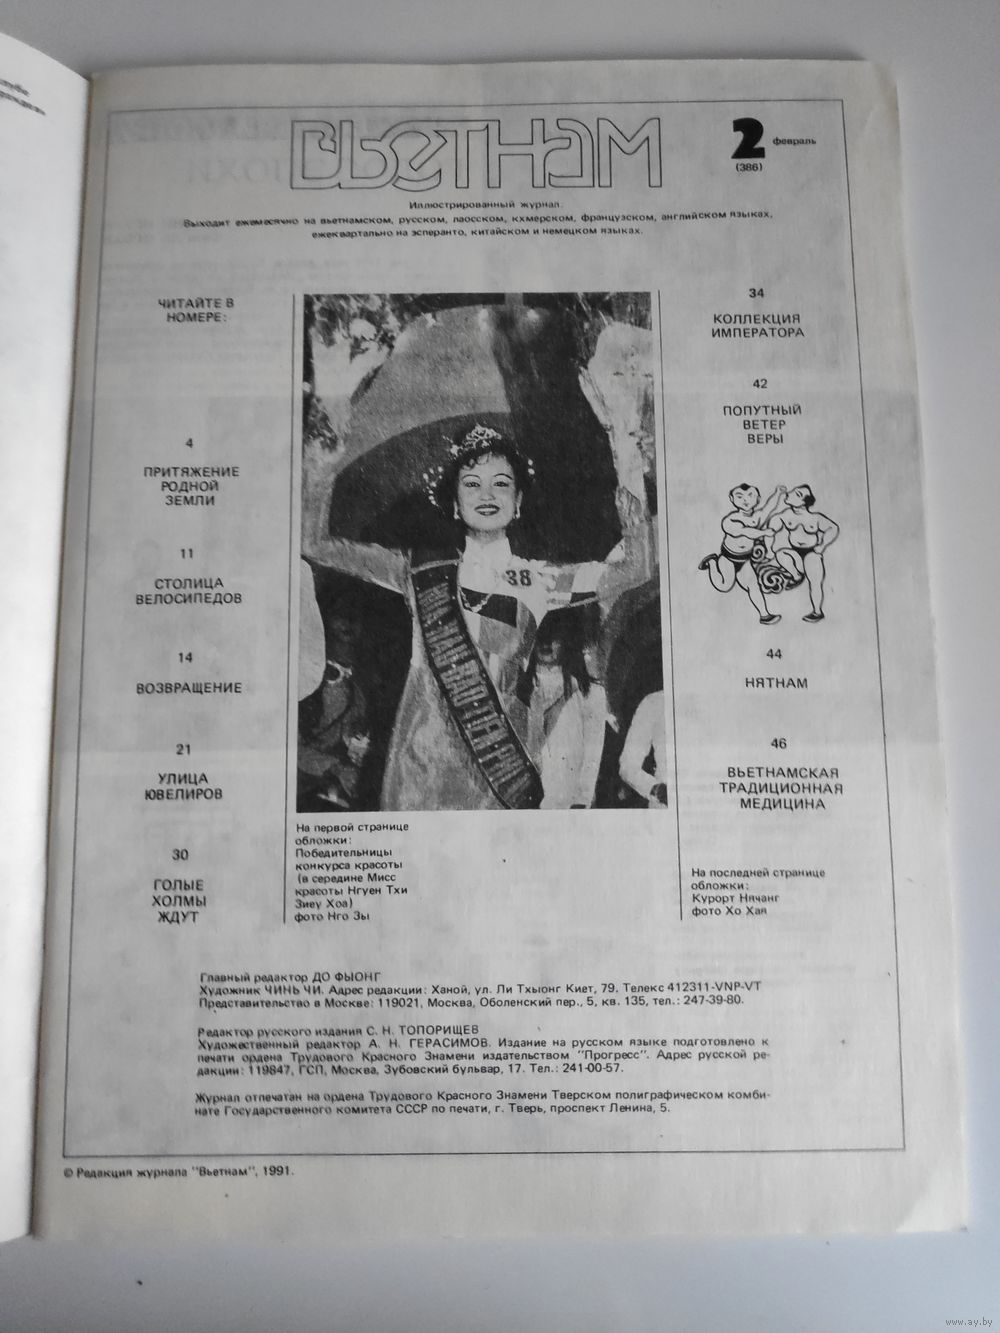 Вьетнам
2
февраль
(386)
Иллюстрированный журнал.
Выходит ежемесячно на вьетнамском, русском, лаосском, кхмерском, французском, английском языках,
ежеквартально на эсперанто, китайском и немецком языках.
ЧИТАЙТЕ В
НОМЕРЕ:
4
ПРИТЯЖЕНИЕ
РОДНОЙ
ЗЕМЛИ
11
СТОЛИЦА
ВЕЛОСИПЕДОВ
14
ВОЗВРАЩЕНИЕ
21
УЛИЦА
ЮВЕЛИРОВ
30
ГОЛЫЕ
ХОЛМЫ
ЖДУТ
38
На первой странице
обложки:
Победительницы
конкурса красоты
(в середине Мисс
красоты Нгуен Тхи
Зиеу Хоа)
фото Нго Зы
34
КОЛЛЕКЦИЯ
ИМПЕРАТОРА
42
ПОПУТНЫЙ
ВЕТЕР
ВЕРЫ
44
НЯТНАМ
46
ВЬЕТНАМСКАЯ
ТРАДИЦИОННАЯ
МЕДИЦИНА
На последней странице
обложки:
Курорт Нячанг
фото Хо Хая
Главный редактор ДО ФЫОНГ
Художник ЧИНЬ ЧИ. Адрес редакции: Ханой, ул. Ли Тхыонг Киет, 79. Телекс 412311-VNP-VT
Представительство в Москве: 119021, Москва, Оболенский пер., 5, кв. 135, тел.: 247-39-80.
Редактор русского издания С. Н. ТОПОРИЩЕВ
Художественный редактор А. Н. ГЕРАСИМОВ. Издание на русском языке подготовлено к
печати ордена Трудового Красного Знамени издательством "Прогресс". Адрес русской ре-
дакции: 119847, ГСП, Москва, Зубовский бульвар, 17. Тел.: 241-00-57.
Журнал отпечатан на ордена Трудового Красного Знамени Тверском полиграфическом комби-
нате Государственного комитета СССР по печати, г. Тверь, проспект Ленина, 5.
© Редакция журнала "Вьетнам", 1991.
www.ay.by